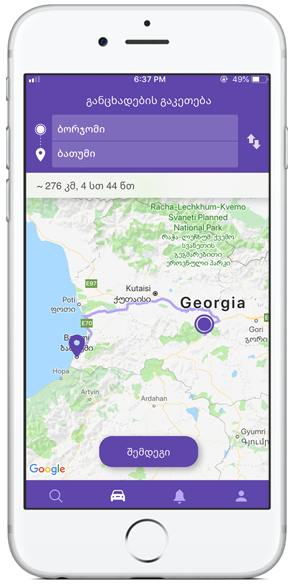 6:37 PM
49%
განცხადების გაკეთება
ბორჯომი
ბათუმი
~ 276 კმ, 4 სთ 44 წთ
Racha-Lechkhum-Kvemo
Svaneti Planned
National Park
რაჭა-ლეჩხუმ-ქვემო
სვანეთის
გეგმარებითი
ეროვნული პარკი
E97
Kutaisi
ქუთაისი
Poti
ფოთი
Georgia
E70
Gori
გორი
Hopa
Artvin
Ardahan
Gyumri
Գյումրի
შემდეგი
Google